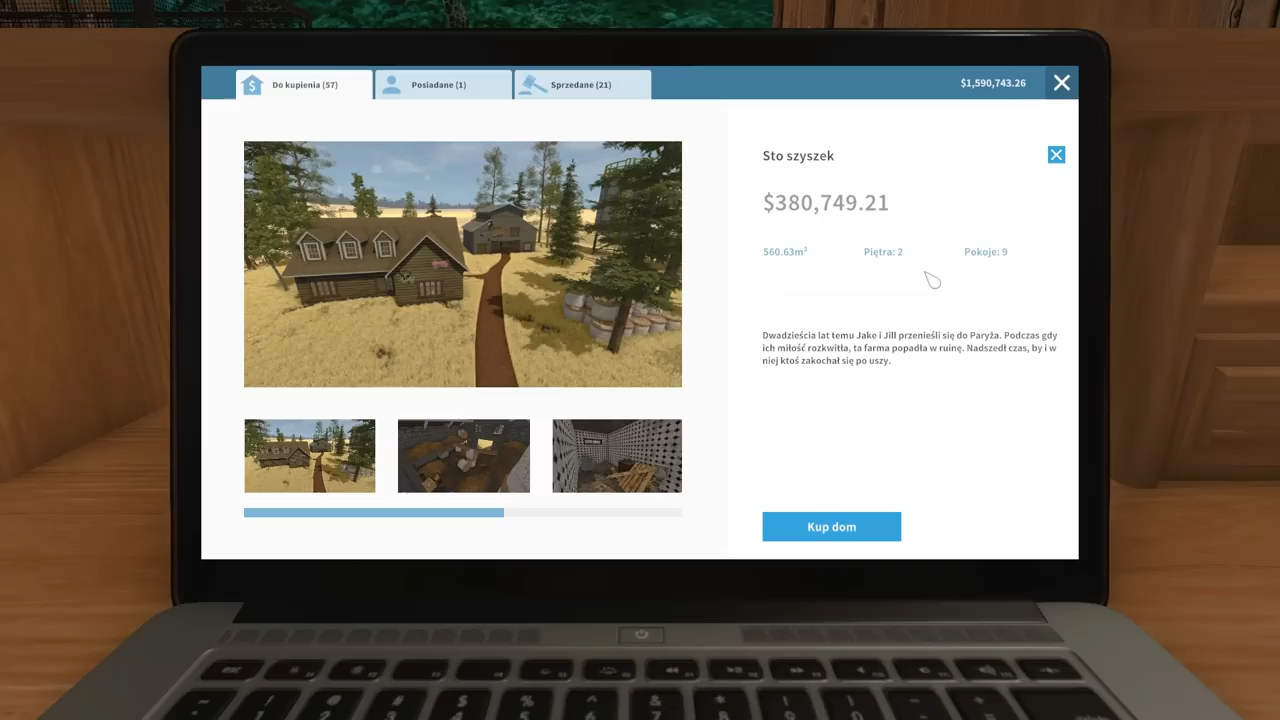 Do kupienia (57)
Posiadane (1)
Sprzedane (21)
$1,590,743.26
Sto szyszek
$380,749.21
560.63m²
Piętra: 2
Pokoje: 9
Dwadzieścia lat temu Jake i Jill przenieśli się do Paryża. Podczas gdy
ich miłość rozkwitła, ta farma popadła w ruinę. Nadszedł czas, by i w
niej ktoś zakochał się po uszy.
Kup dom